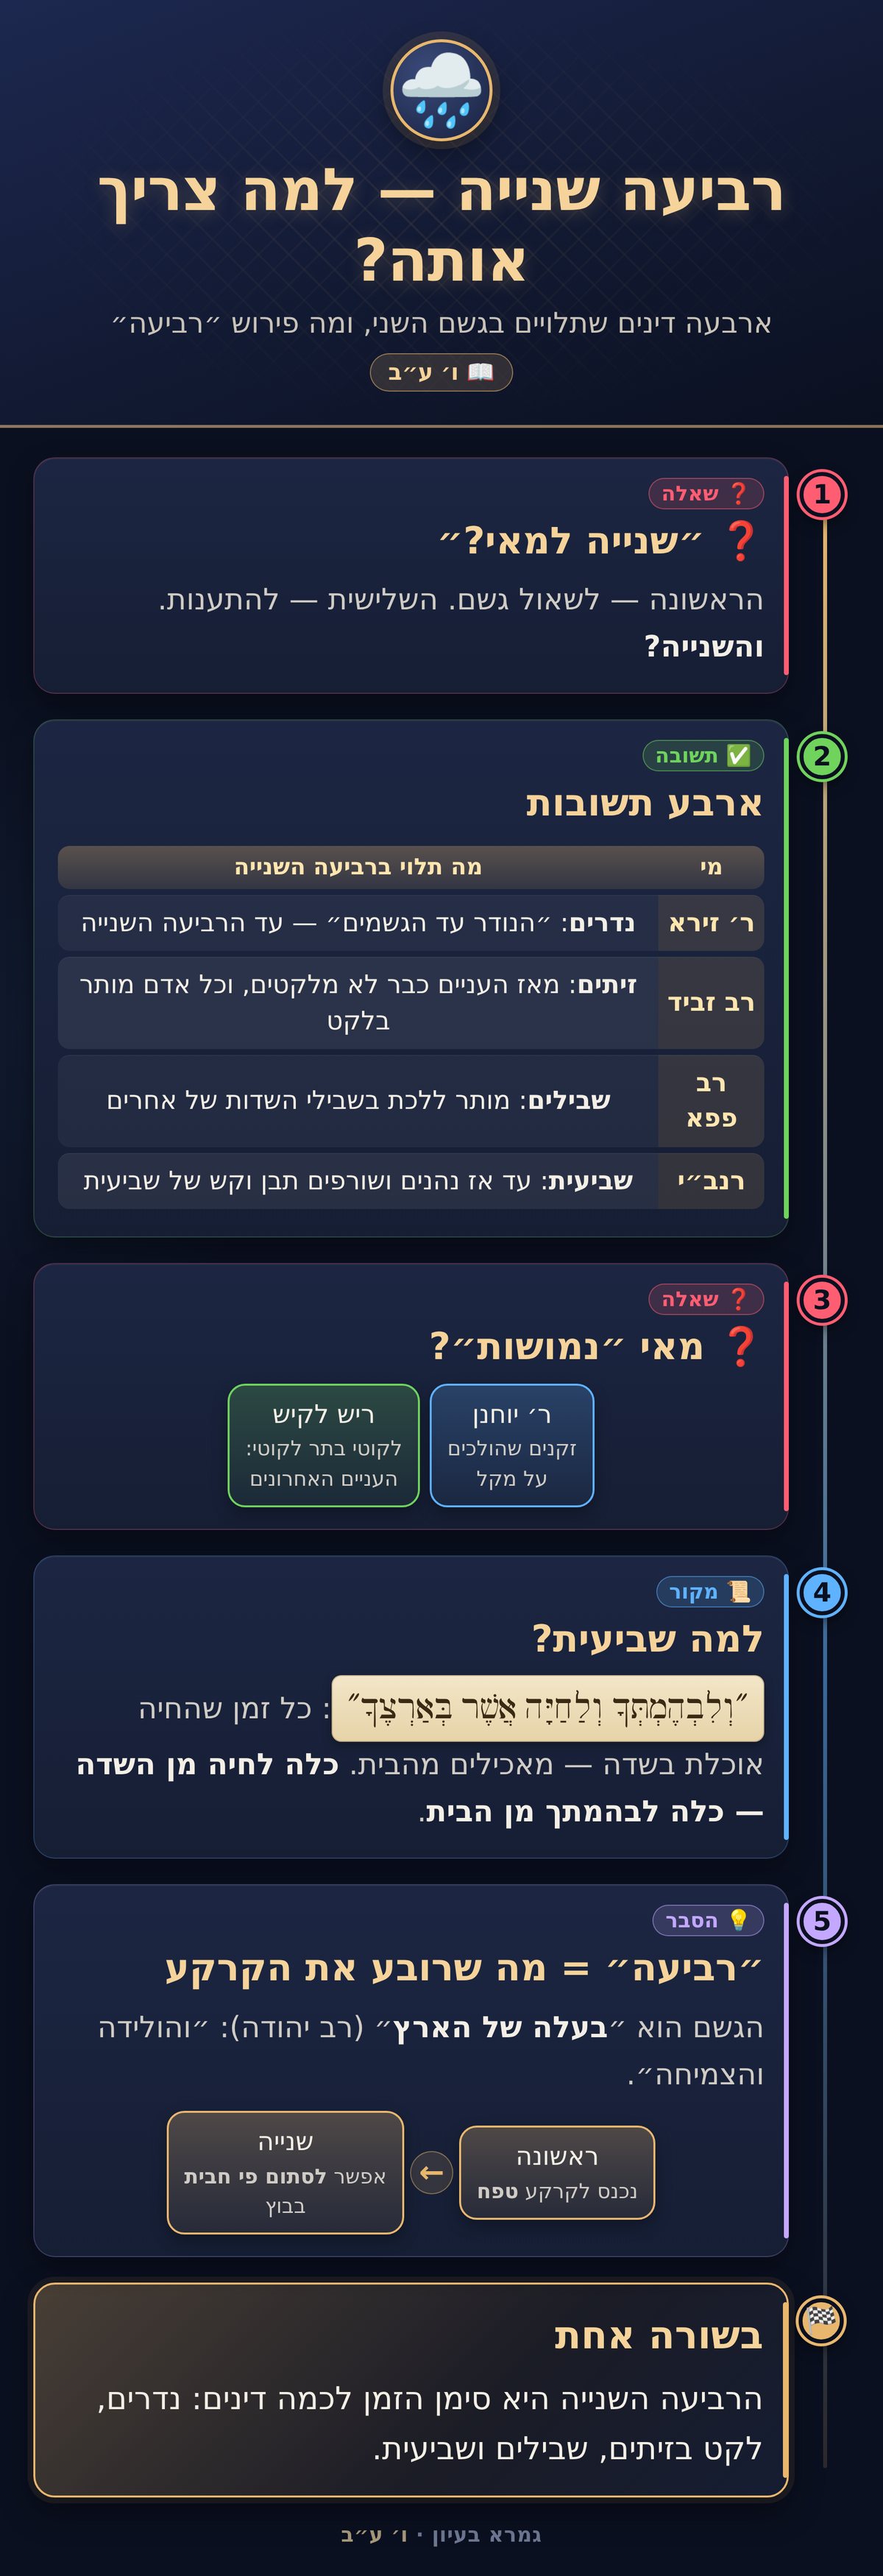 רביעה שנייה — למה צריך
אותה?
ארבעה דינים שתלויים בגשם השני, ומה פירוש ״רביעה״
📖 ו׳ ע״ב
1
❓ שאלה
❓ ״שנייה למאי?״
הראשונה — לשאול גשם. השלישית — להתענות.
והשנייה?
2
✅ תשובה
ארבע תשובות
מי
מה תלוי ברביעה השנייה
ר׳ זירא
נדרים: ״הנודר עד הגשמים״ — עד הרביעה השנייה
רב זביד
זיתים: מאז העניים כבר לא מלקטים, וכל אדם מותר
בלקט
רב
פפא
שבילים: מותר ללכת בשבילי השדות של אחרים
רנב״י
שביעית: עד אז נהנים ושורפים תבן וקש של שביעית
3
❓ שאלה
❓ מאי ״נמושות״?
ר׳ יוחנן
זקנים שהולכים
על מקל
ריש לקיש
לקוטי בתר לקוטי:
העניים האחרונים
4
📜 מקור
למה שביעית?
״וְלִבְהֶמְתְּךָ וְלַחַיָּה אֲשֶׁר בְּאַרְצֶךָ״: כל זמן שהחיה
אוכלת בשדה — מאכילים מהבית. כלה לחיה מן השדה
— כלה לבהמתך מן הבית.
5
💡 הסבר
״רביעה״ = מה שרובע את הקרקע
הגשם הוא ״בעלה של הארץ״ (רב יהודה): ״והולידה
והצמיחה״.
ראשונה
נכנס לקרקע טפח
←
שנייה
אפשר לסתום פי חבית
בבוץ
🏁
בשורה אחת
הרביעה השנייה היא סימן הזמן לכמה דינים: נדרים,
לקט בזיתים, שבילים ושביעית.
גמרא בעיון · ו׳ ע״ב